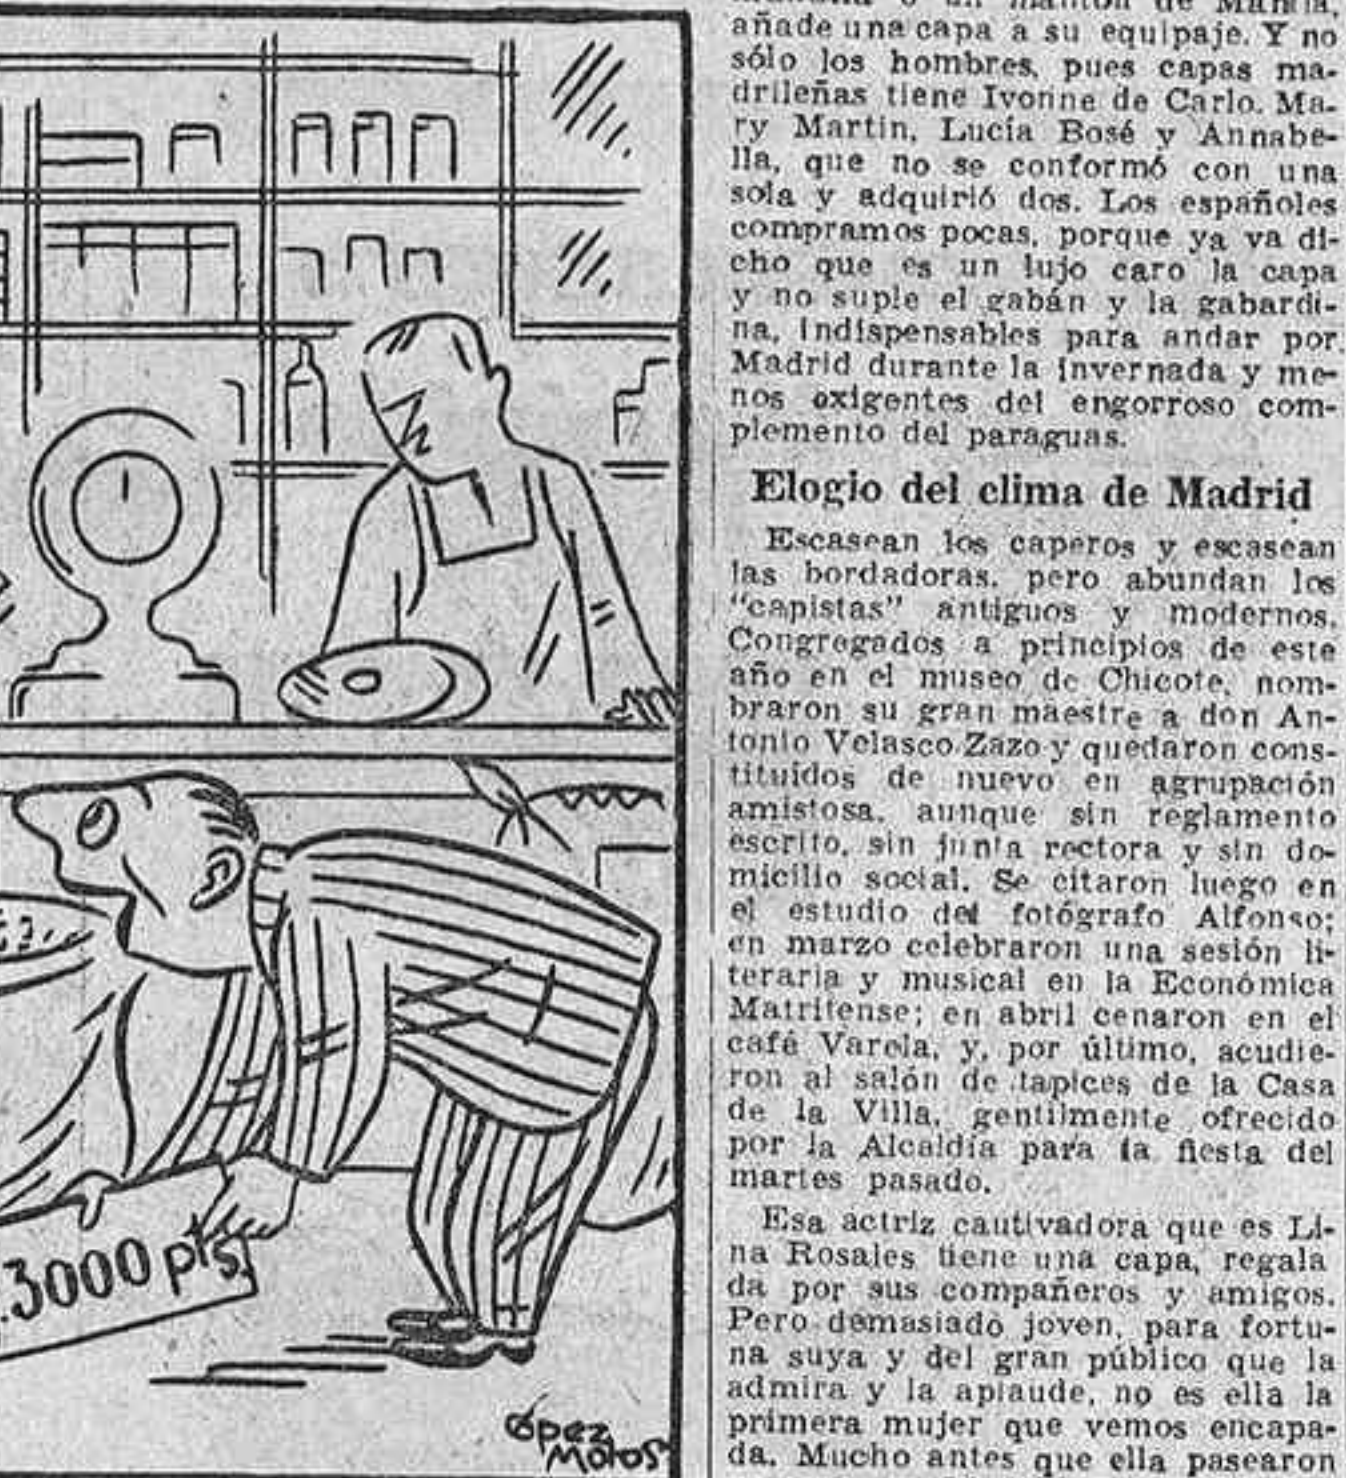 .3000 pts.
López
Motos
de Manila,
añade una capa a su equipaje. Y no
sólo los hombres, pues capas ma-
drileñas tiene Ivonne de Carlo. Ma-
ry Martin, Lucía Bosé y Annabe-
lla, que no se conformó con una
sola y adquirió dos. Los españoles
compramos pocas, porque ya va di-
cho que es un lujo caro la capa
y no suple el gabán y la gabardi-
na, indispensables para andar por
Madrid durante la invernada y me-
nos exigentes del engorroso com-
plemento del paraguas.
Elogio del clima de Madrid
Escasean los caperos y escasean
las bordadoras, pero abundan los
"capistas" antiguos y modernos.
Congregados a principios de este
año en el museo de Chicote, nom-
braron su gran maestre a don An-
tonio Velasco Zazo y quedaron cons-
tituídos de nuevo en agrupación
amistosa, aunque sin reglamento
escrito, sin junta rectora y sin do-
micilio social. Se citaron luego en
el estudio del fotógrafo Alfonso;
en marzo celebraron una sesión li-
teraria y musical en la Económica
Matritense; en abril cenaron en el
café Varela, y, por último, acudie-
ron al salón de tapices de la Casa
de la Villa, gentilmente ofrecido
por la Alcaldía para la fiesta del
martes pasado.
Esa actriz cautivadora que es Li-
na Rosales tiene una capa, regala
da por sus compañeros y amigos.
Pero demasiado joven, para fortu-
na suya y del gran público que la
admira y la aplaude, no es ella la
primera mujer que vemos encapa-
da. Mucho antes que ella pasearon